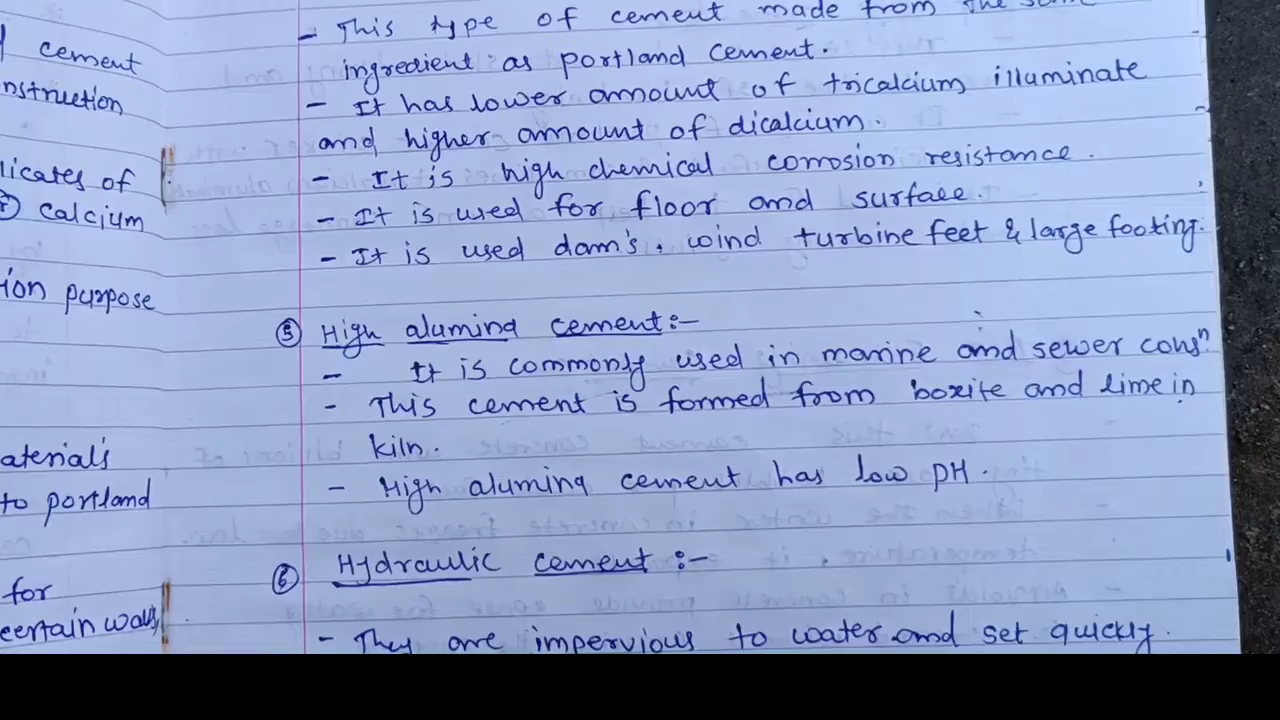 cement
nstruction
licates of
calcium
ion purpose
aterial's
to portland
for
certain walls,
- This type of cement made from the same
ingredient as portland cement.
- It has lower amount of tricalcium illuminate
and higher amount of dicalcium.
- It is high chemical corrosion resistance.
- It is used for floor and surface.
- It is used dam's, wind turbine feet & large footing.
⑤ High alumina cement:-
- It is commonly used in marine and sewer consⁿ.
- This cement is formed from boxite and lime in
kiln.
- High alumina cement has low pH.
⑥ Hydraulic cement :-
- They are impervious to water and set quickly.